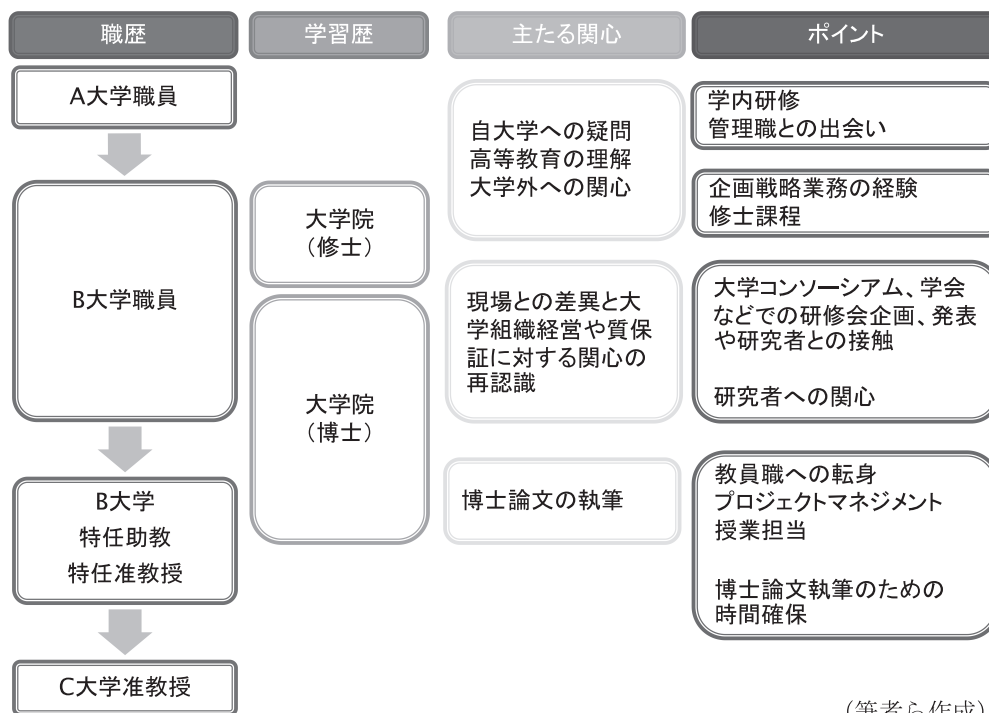 職歴
学習歴
主たる関心
ポイント
A大学職員
B大学職員
B大学
特任助教
特任准教授
C大学准教授
大学院
（修士）
大学院
（博士）
自大学への疑問
高等教育の理解
大学外への関心
現場との差異と大
学組織経営や質保
証に対する関心の
再認識
博士論文の執筆
学内研修
管理職との出会い
企画戦略業務の経験
修士課程
大学コンソーシアム、学会
などでの研修会企画、発表
や研究者との接触
研究者への関心
教員職への転身
プロジェクトマネジメント
授業担当
博士論文執筆のための
時間確保
（筆者ら作成）